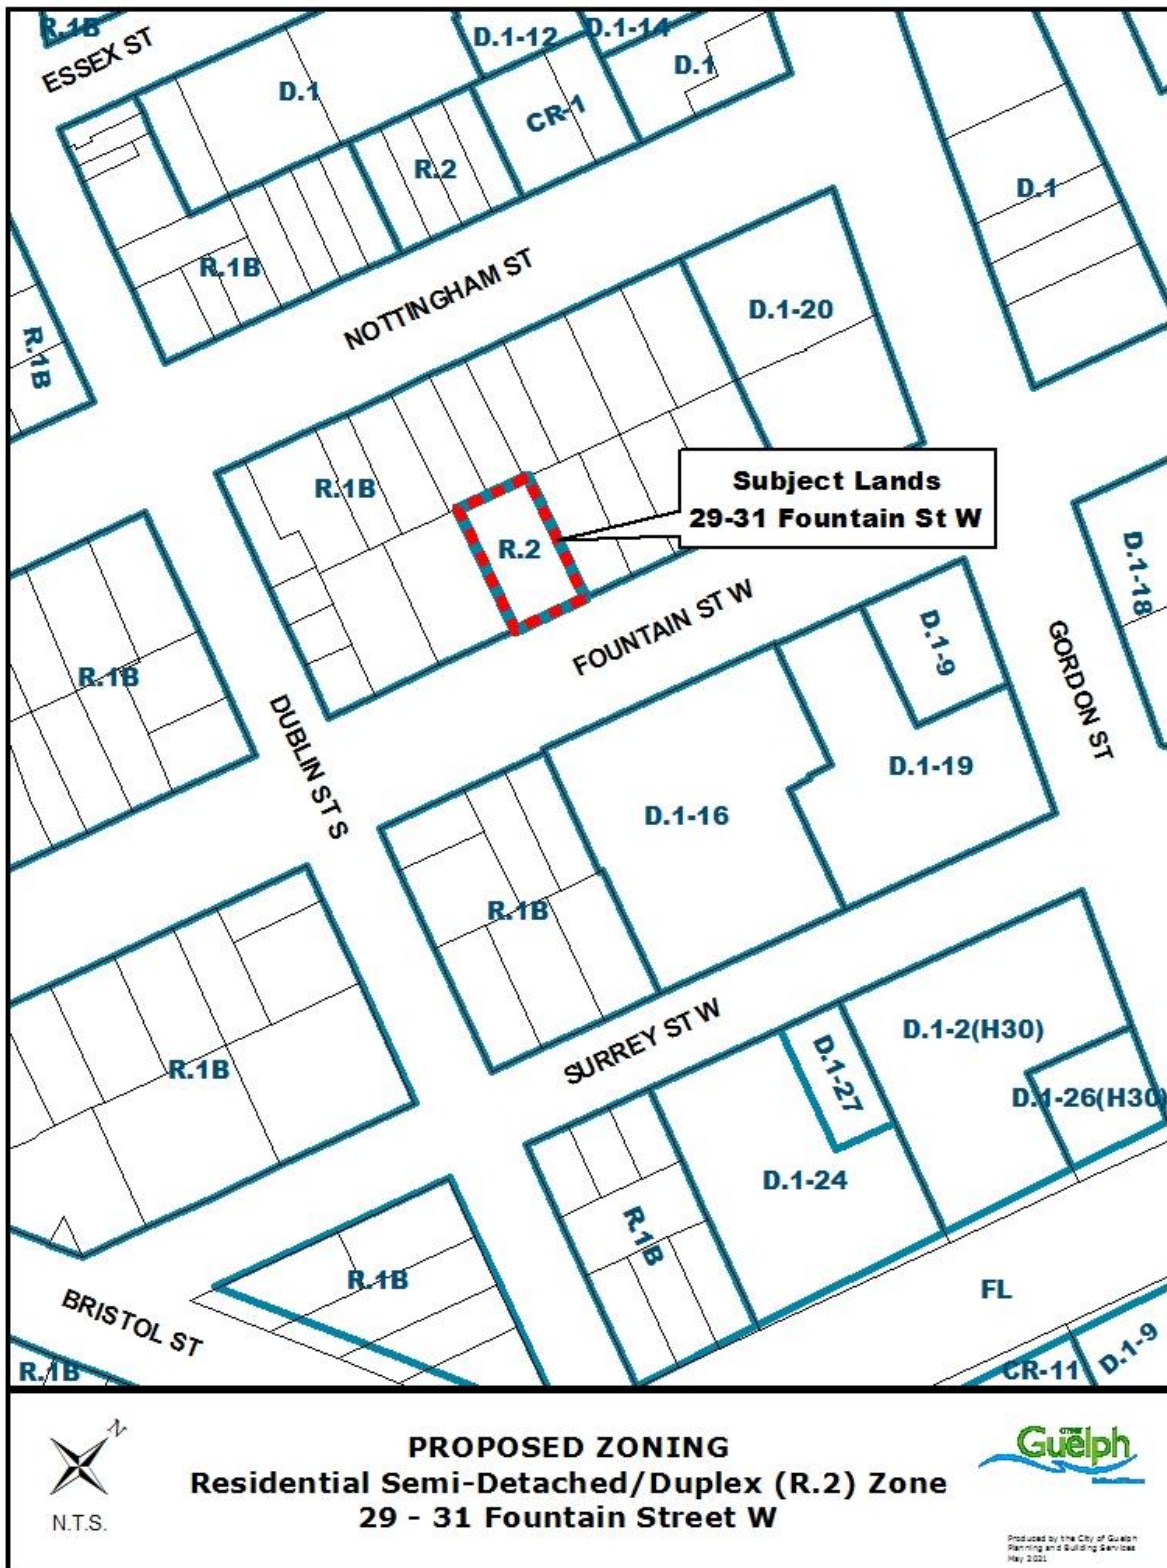 R.1B
ESSEX ST
D.1-12
D.1-14
D.1
D.1
CR-1
R.2
D.1
R.1B
NOTTINGHAM ST
R.1B
D.1-20
Subject Lands
29-31 Fountain St W
R.1B
R.2
D.1-18
FOUNTAIN ST W
D.1-9
GORDON ST
R.1B
DUBLIN ST S
D.1-19
D.1-16
R.1B
SURREY ST W
D.1-2(H30)
D.1-27
R.1B
D.1-26(H30)
D.1-24
R.1B
R.1B
FL
BRISTOL ST
R.1B
CR-11
D.1-9
N
N.T.S.
PROPOSED ZONING
Residential Semi-Detached/Duplex (R.2) Zone
29 - 31 Fountain Street W
Guelph
Produced by the City of Guelph
Planning and Building Services
May 2021